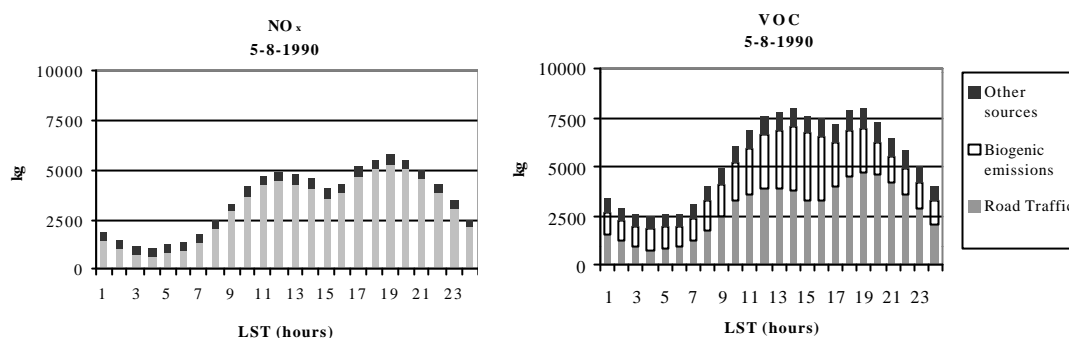 NOx
5-8-1990
10000
7500
5000
2500
0
kg
1 3 5 7 9 11 13 15 17 19 21 23
LST (hours)
VOC
5-8-1990
10000
7500
5000
2500
0
kg
1 3 5 7 9 11 13 15 17 19 21 23
LST (hours)
Other
sources
Biogenic
emissions
Road Traffic